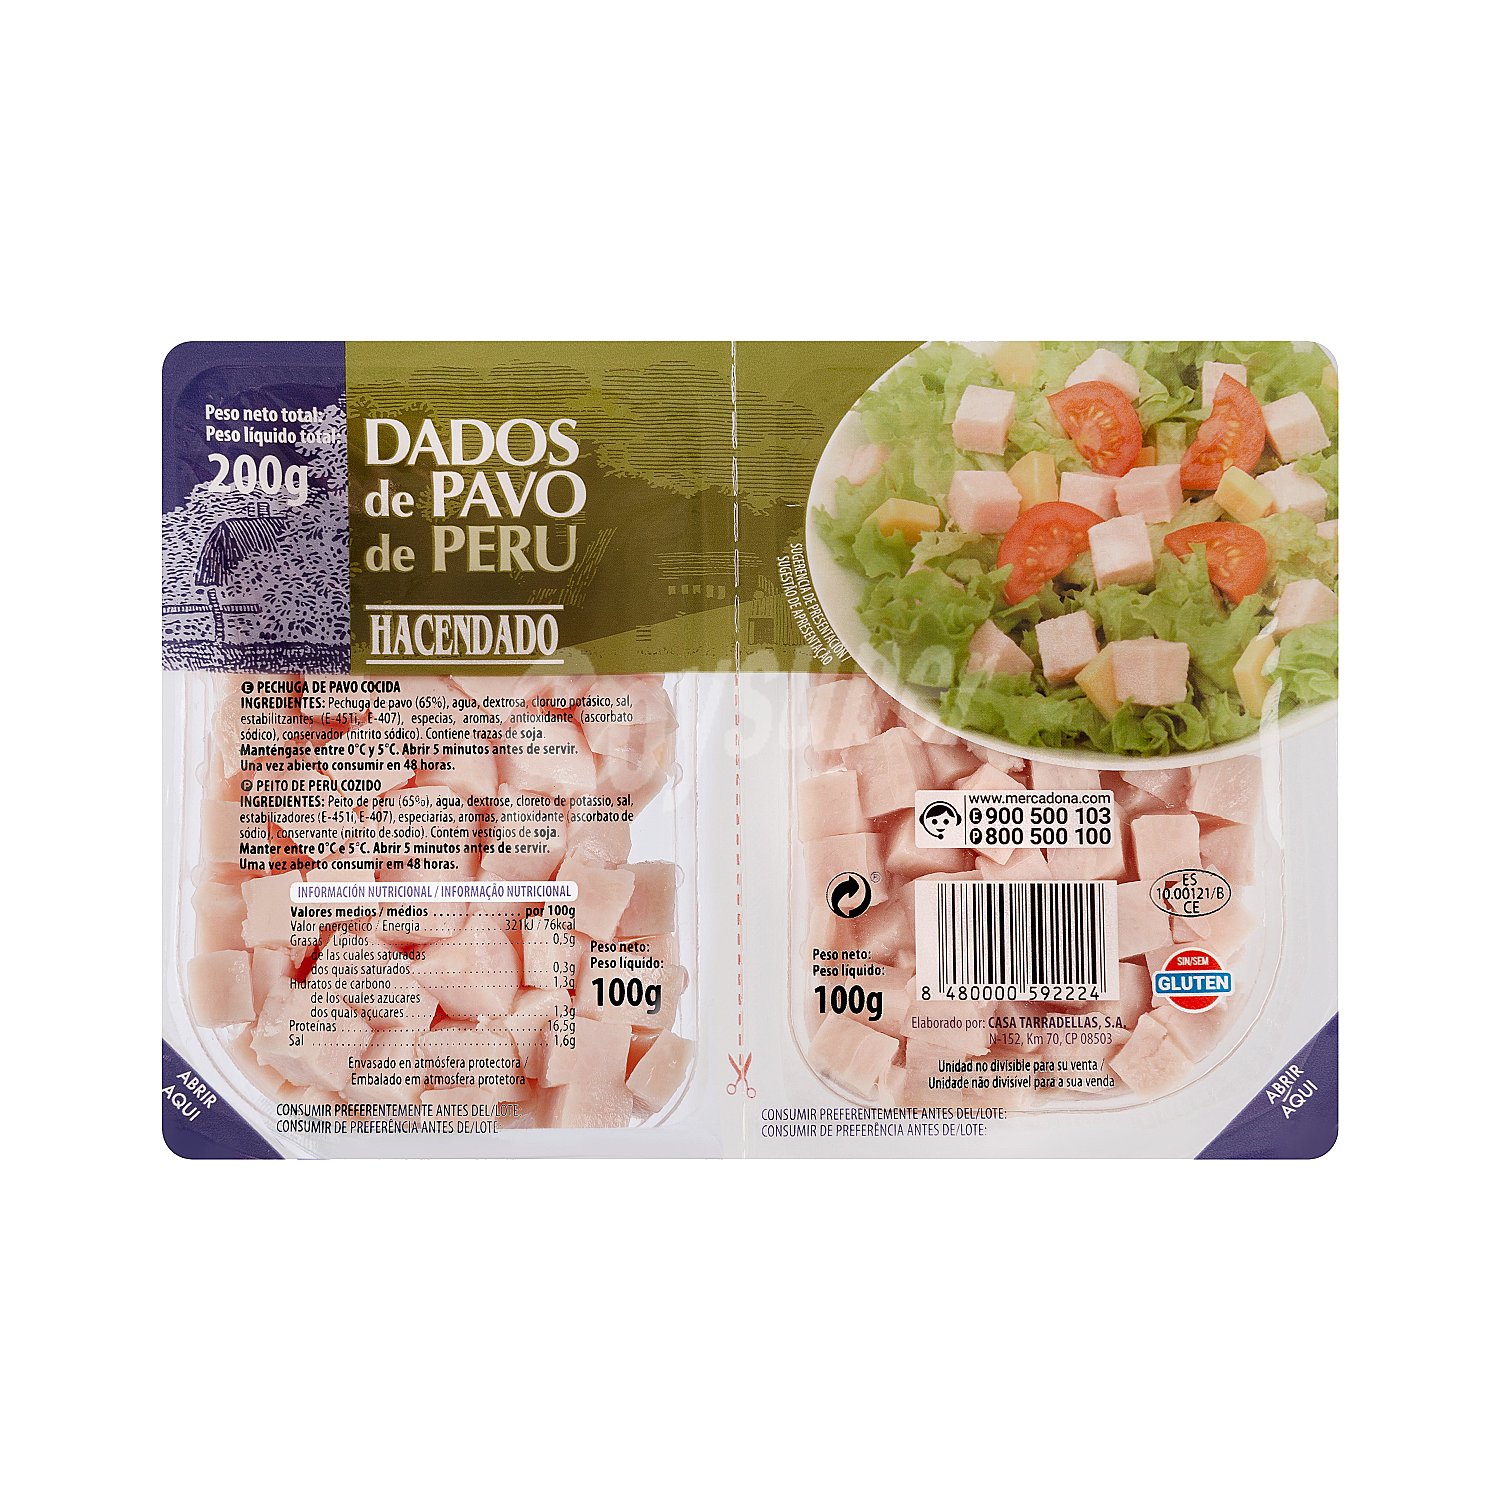 Peso neto total:
Peso líquido total:
200g
DADOS
de PAVO
de PERU
HACENDADO
SUGERENCIA DE PRESENTACIÓN /
SUGESTÃO DE APRESENTAÇÃO
E PECHUGA DE PAVO COCIDA
INGREDIENTES: Pechuga de pavo (65%), agua, dextrosa, cloruro potásico, sal,
estabilitzantes (E-451i, E-407), especias, aromas, antioxidante (ascorbato
sódico), conservador (nitrito sódico). Contiene trazas de soja.
Manténgase entre 0°C y 5°C. Abrir 5 minutos antes de servir.
Una vez abierto consumir en 48 horas.
P PEITO DE PERU COZIDO
INGREDIENTES: Peito de peru (65%), água, dextrose, cloreto de potássio, sal,
estabilizadores (E-451i, E-407), especiarias, aromas, antioxidante (ascorbato de
sódio), conservante (nitrito de sodio). Contém vestígios de soja.
Manter entre 0°C e 5°C. Abrir 5 minutos antes de servir.
Uma vez aberto consumir em 48 horas.
INFORMACIÓN NUTRICIONAL / INFORMAÇÃO NUTRICIONAL
Valores medios / médios .............. por 100g
Valor energético / Energia ............ 321kJ / 76kcal
Grasas / Lípidos ............ 0,5g
de las cuales saturadas
dos quais saturados ............ 0,3g
Hidratos de carbono ............ 1,3g
de los cuales azucares
dos quais açucares ............ 1,3g
Proteínas ............ 16,5g
Sal ............ 1,6g
Peso neto:
Peso líquido:
100g
Envasado en atmósfera protectora /
Embalado em atmosfera protetora
CONSUMIR PREFERENTEMENTE ANTES DEL/LOTE:
CONSUMIR DE PREFERÊNCIA ANTES DE/LOTE:
ABRIR
AQUI
www.mercadona.com
E 900 500 103
P 800 500 100
ES
10.00121/B
CE
Peso neto:
Peso líquido:
100g
8 480000 592224
SIN/SEM
GLUTEN
Elaborado por: CASA TARRADELLAS, S.A.
N-152, Km 70, CP 08503
Unidad no divisible para su venta /
Unidade não divisível para a sua venda
CONSUMIR PREFERENTEMENTE ANTES DEL/LOTE:
CONSUMIR DE PREFERÊNCIA ANTES DE/LOTE:
ABRIR
AQUI